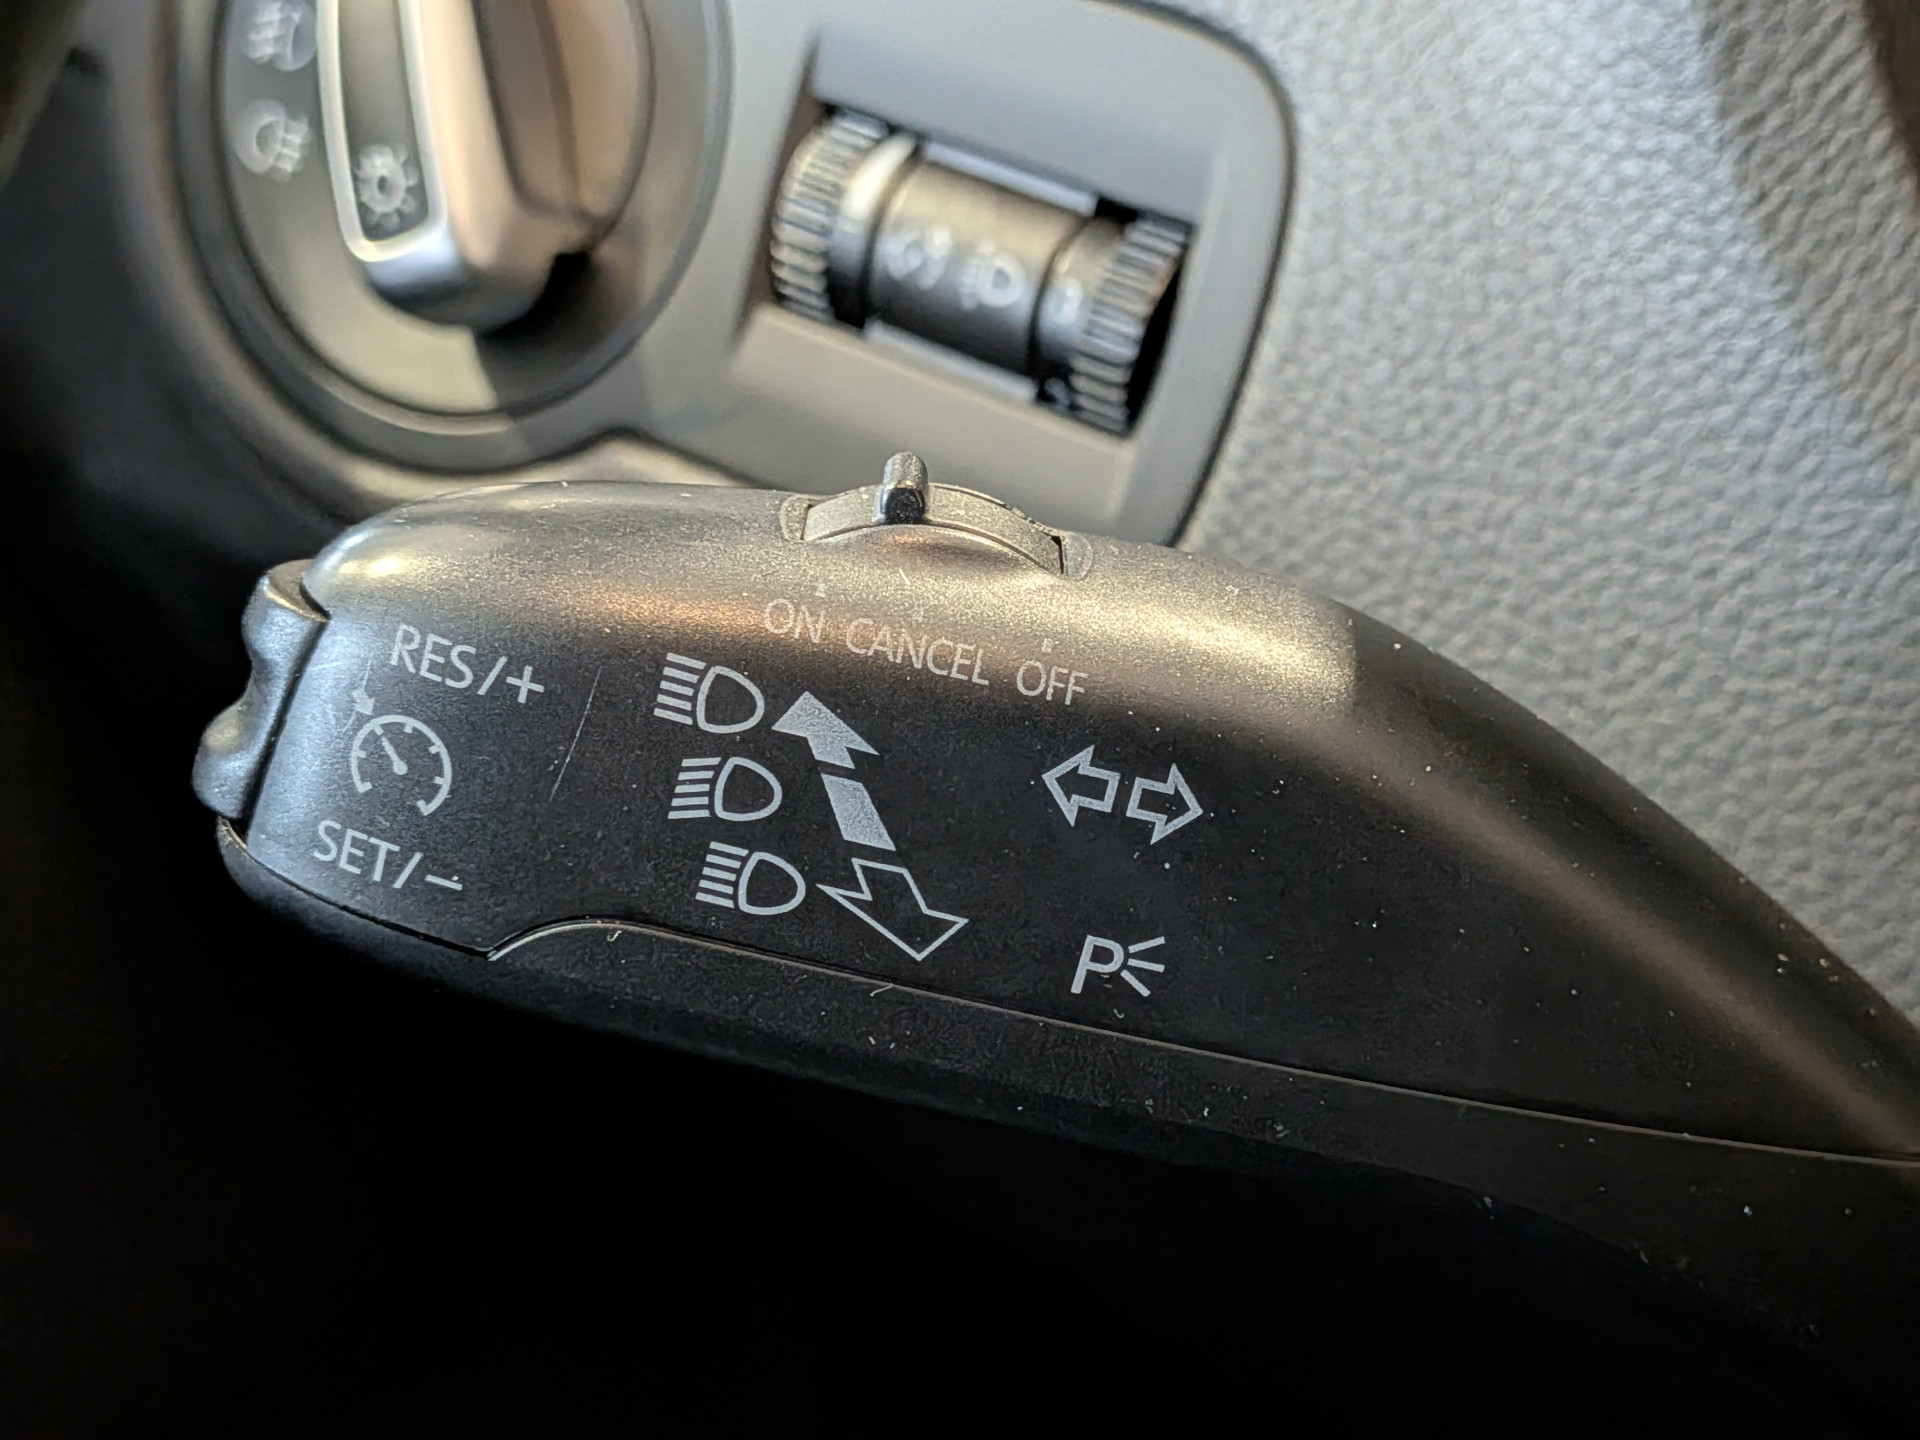 ON CANCEL OFF
RES/+
SET/−
P